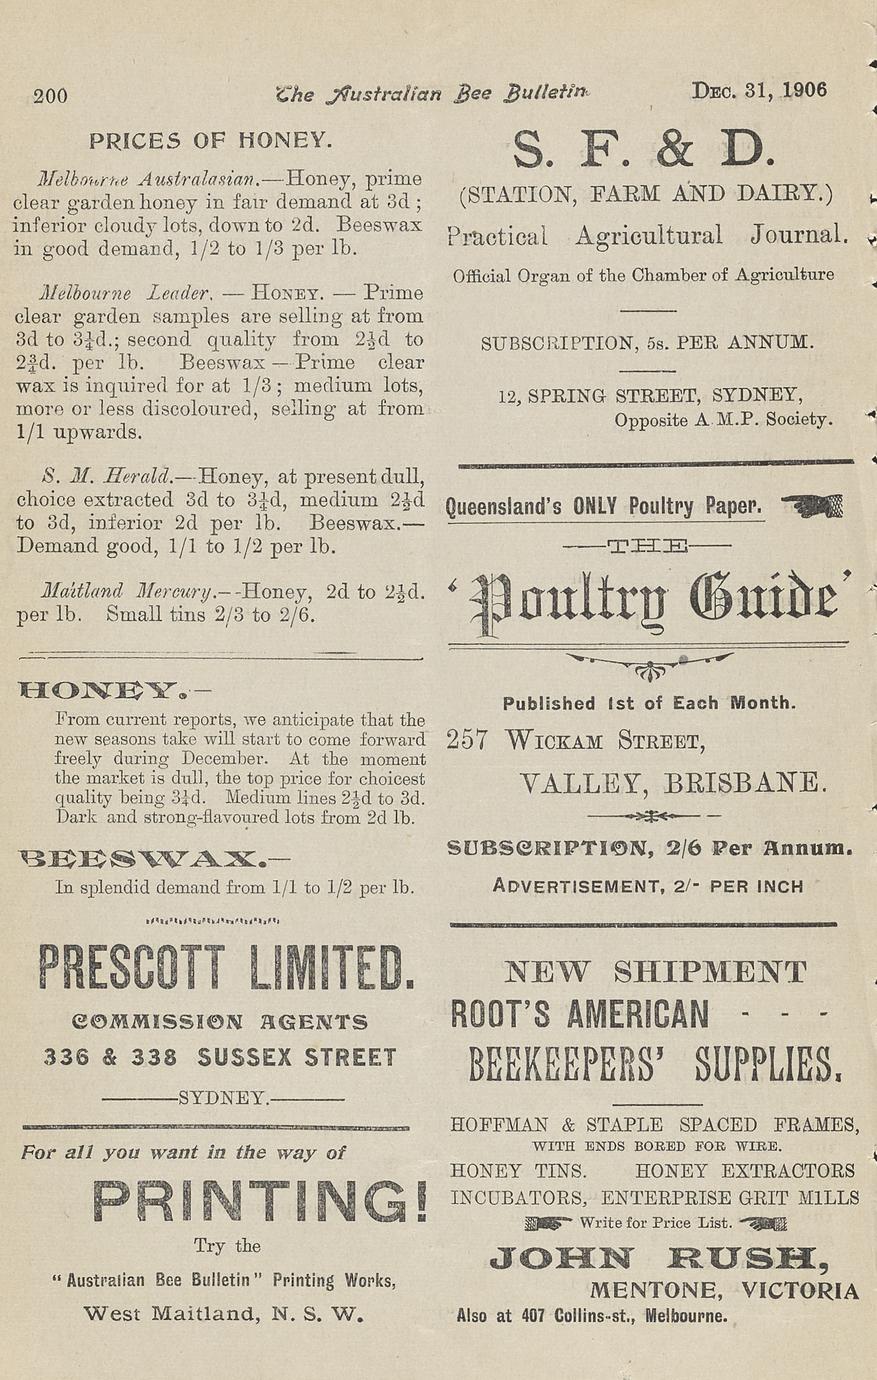 200 The Australian Bee Bulletin DEC. 31, 1906
PRICES OF HONEY.
Melbourne Australasian.—Honey, prime
clear garden honey in fair demand at 3d ;
inferior cloudy lots, down to 2d. Beeswax
in good demand, 1/2 to 1/3 per lb.
Melbourne Leader. — HONEY. — Prime
clear garden samples are selling at from
3d to 3¼d.; second quality from 2½d to
2¾d. per lb. Beeswax — Prime clear
wax is inquired for at 1/3 ; medium lots,
more or less discoloured, selling at from
1/1 upwards.
S. M. Herald.—Honey, at present dull,
choice extracted 3d to 3¼d, medium 2½d
to 3d, inferior 2d per lb. Beeswax.—
Demand good, 1/1 to 1/2 per lb.
Maitland Mercury.--Honey, 2d to 2½d.
per lb. Small tins 2/3 to 2/6.
HONEY.—
From current reports, we anticipate that the
new seasons take will start to come forward
freely during December. At the moment
the market is dull, the top price for choicest
quality being 3¼d. Medium lines 2½d to 3d.
Dark and strong-flavoured lots from 2d lb.
BEESWAX.—
In splendid demand from 1/1 to 1/2 per lb.
PRESCOTT LIMITED.
COMMISSION AGENTS
336 & 338 SUSSEX STREET
SYDNEY.
For all you want in the way of
PRINTING!
Try the
“Australian Bee Bulletin” Printing Works,
West Maitland, N. S. W.
S. F. & D.
(STATION, FARM AND DAIRY.)
Practical Agricultural Journal.
Official Organ of the Chamber of Agriculture
SUBSCRIPTION, 5s. PER ANNUM.
12, SPRING STREET, SYDNEY,
Opposite A.M.P. Society.
Queensland's ONLY Poultry Paper.
THE
‘Poultry Guide’
Published 1st of Each Month.
257 WICKAM STREET,
VALLEY, BRISBANE.
SUBSCRIPTION, 2/6 Per Annum.
ADVERTISEMENT, 2/- PER INCH
NEW SHIPMENT
ROOT'S AMERICAN - - -
BEEKEEPERS' SUPPLIES.
HOFFMAN & STAPLE SPACED FRAMES,
WITH ENDS BORED FOR WIRE.
HONEY TINS. HONEY EXTRACTORS
INCUBATORS, ENTERPRISE GRIT MILLS
Write for Price List.
JOHN RUSH,
MENTONE, VICTORIA
Also at 407 Collins-st., Melbourne.